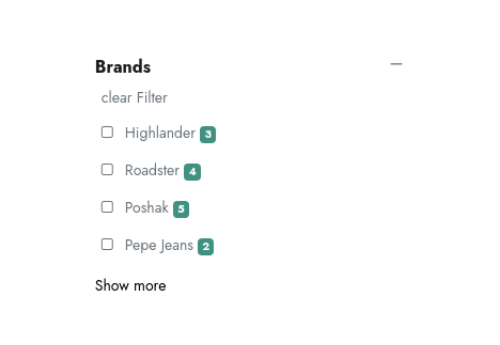 Brands
clear Filter
Highlander 3
Roadster 4
Poshak 5
Pepe Jeans 2
Show more